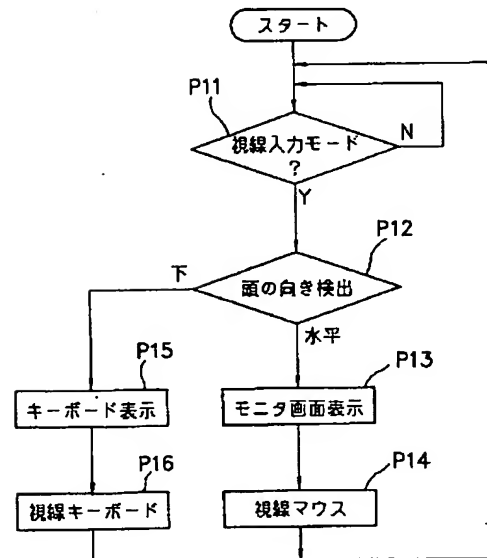 スタート
P11
視線入力モード
?
N
Y
P12
下
頭の向き検出
水平
P15
P13
キーボード表示
モニタ画面表示
P16
P14
視線キーボード
視線マウス